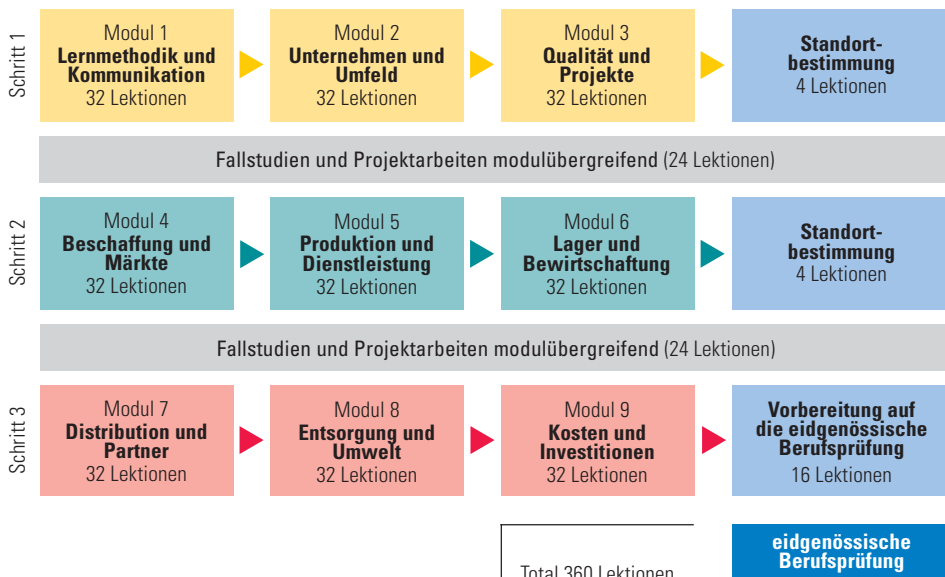 Schritt 1
Modul 1
Lernmethodik und
Kommunikation
32 Lektionen
Modul 2
Unternehmen und
Umfeld
32 Lektionen
Modul 3
Qualität und
Projekte
32 Lektionen
Standort-
bestimmung
4 Lektionen
Fallstudien und Projektarbeiten modulübergreifend (24 Lektionen)
Schritt 2
Modul 4
Beschaffung und
Märkte
32 Lektionen
Modul 5
Produktion und
Dienstleistung
32 Lektionen
Modul 6
Lager und
Bewirtschaftung
32 Lektionen
Standort-
bestimmung
4 Lektionen
Fallstudien und Projektarbeiten modulübergreifend (24 Lektionen)
Schritt 3
Modul 7
Distribution und
Partner
32 Lektionen
Modul 8
Entsorgung und
Umwelt
32 Lektionen
Modul 9
Kosten und
Investitionen
32 Lektionen
Vorbereitung auf
die eidgenössische
Berufsprüfung
16 Lektionen
Total 360 Lektionen
eidgenössische
Berufsprüfung